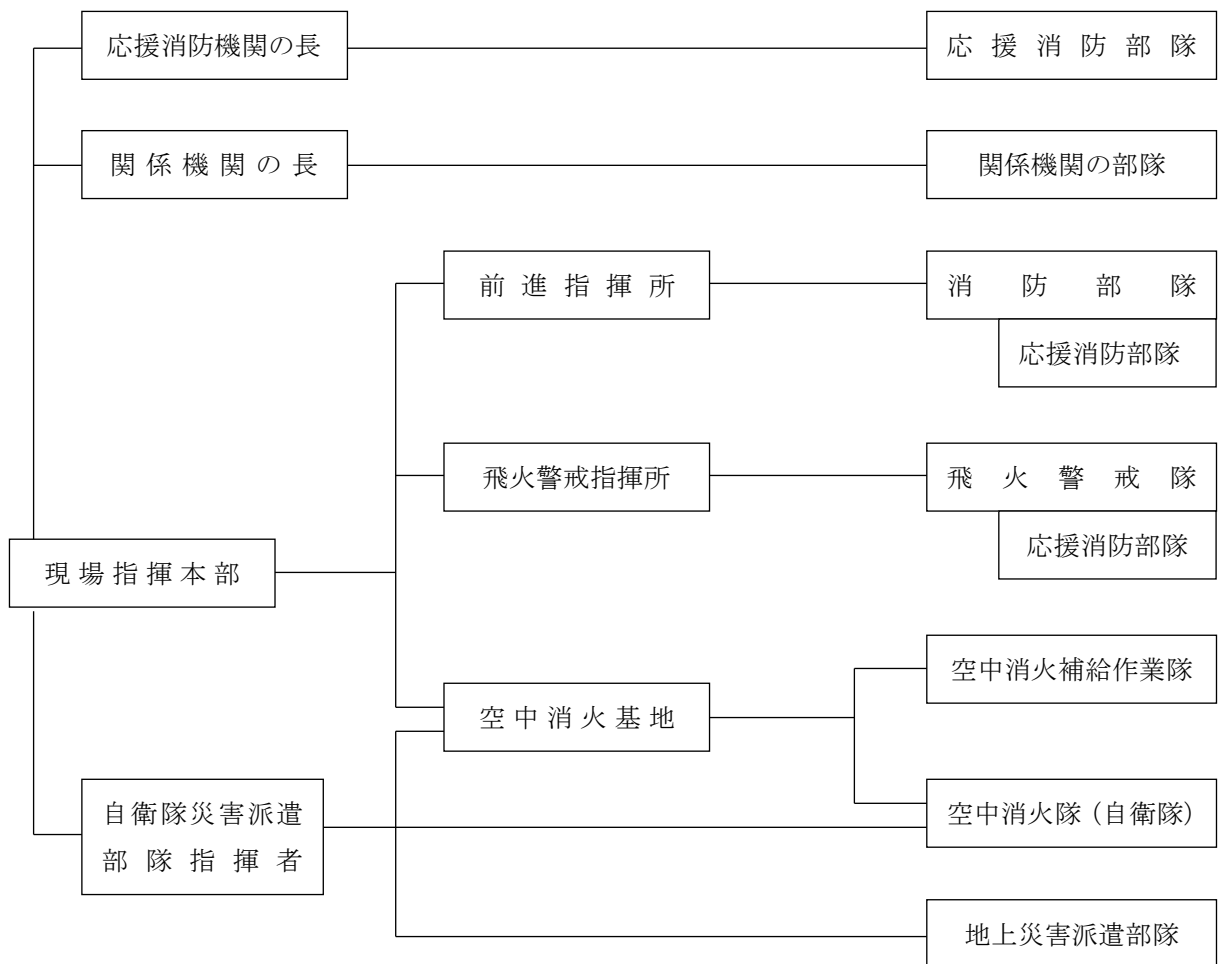 応援消防機関の長
応援消防部隊
関係機関の長
関係機関の部隊
前進指揮所
消防部隊
応援消防部隊
飛火警戒指揮所
飛火警戒隊
応援消防部隊
現場指揮本部
空中消火補給作業隊
空中消火基地
自衛隊災害派遣
部隊指揮者
空中消火隊（自衛隊）
地上災害派遣部隊